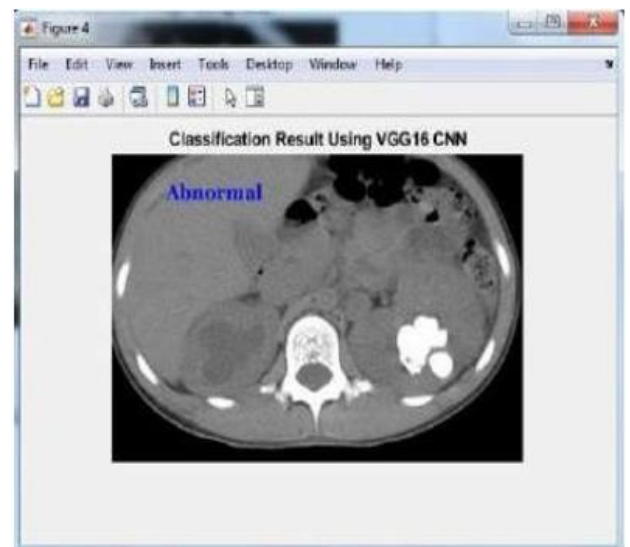 Figure 4
File Edit View Insert Tools Desktop Window Help
Classification Result Using VGG16 CNN
Abnormal